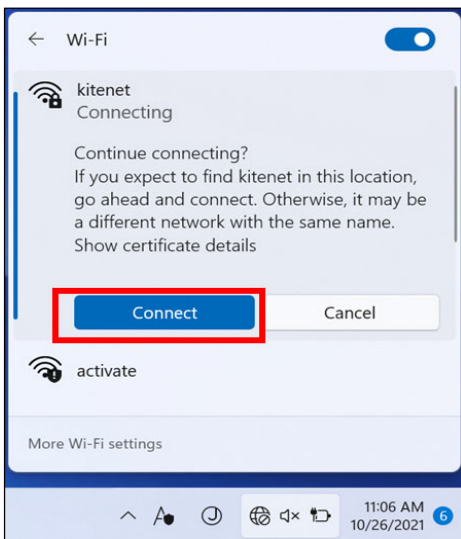 Wi-Fi
kitenet
Connecting
Continue connecting?
If you expect to find kitenet in this location,
go ahead and connect. Otherwise, it may be
a different network with the same name.
Show certificate details
Connect
Cancel
activate
More Wi-Fi settings
A
J
11:06 AM
10/26/2021
6